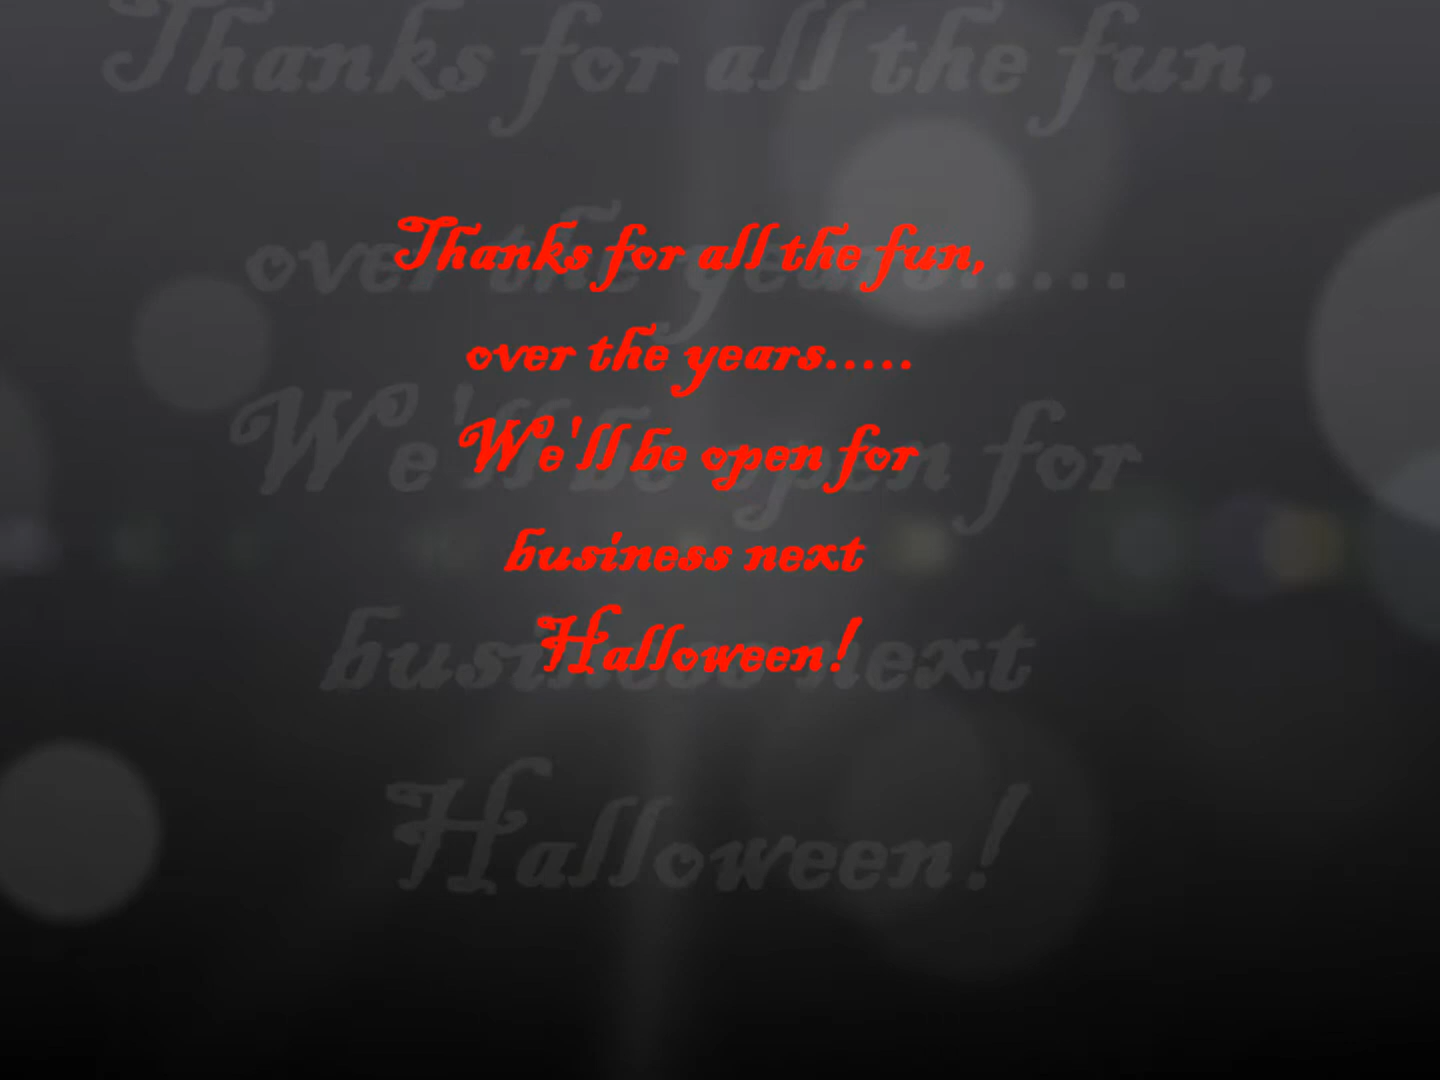 Thanks for all the fun,
over the years.....
We'll be open for
business next
Halloween!